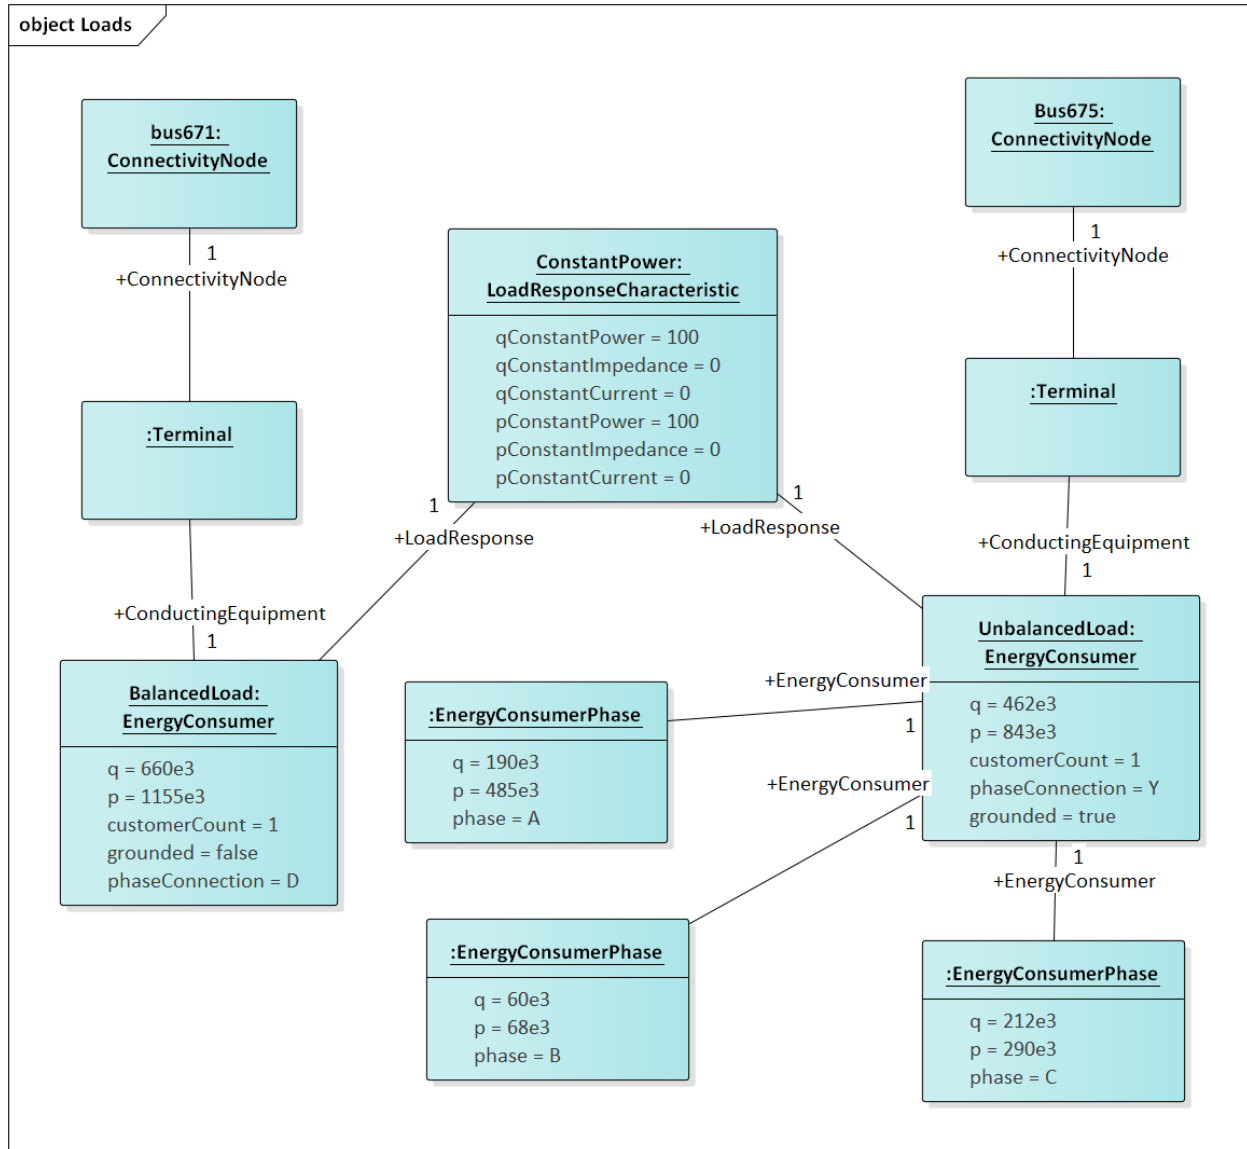 object Loads
bus671:
ConnectivityNode
1
+ConnectivityNode
:Terminal
+ConductingEquipment
1
BalancedLoad:
EnergyConsumer
q = 660e3
p = 1155e3
customerCount = 1
grounded = false
phaseConnection = D
ConstantPower:
LoadResponseCharacteristic
qConstantPower = 100
qConstantImpedance = 0
qConstantCurrent = 0
pConstantPower = 100
pConstantImpedance = 0
pConstantCurrent = 0
1
+LoadResponse
1
+LoadResponse
Bus675:
ConnectivityNode
1
+ConnectivityNode
:Terminal
+ConductingEquipment
1
UnbalancedLoad:
EnergyConsumer
q = 462e3
p = 843e3
customerCount = 1
phaseConnection = Y
grounded = true
+EnergyConsumer
1
:EnergyConsumerPhase
q = 190e3
p = 485e3
phase = A
+EnergyConsumer
1
:EnergyConsumerPhase
q = 60e3
p = 68e3
phase = B
1
+EnergyConsumer
:EnergyConsumerPhase
q = 212e3
p = 290e3
phase = C